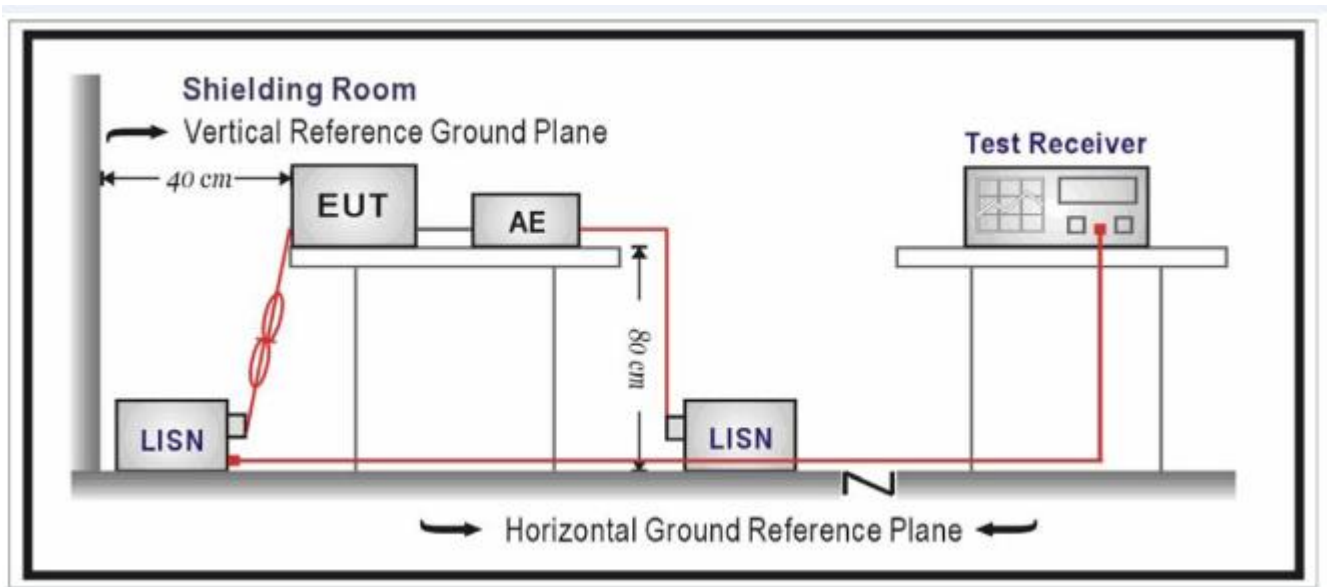 Shielding Room
Vertical Reference Ground Plane
Test Receiver
40 cm
EUT
AE
80 cm
LISN
LISN
Horizontal Ground Reference Plane